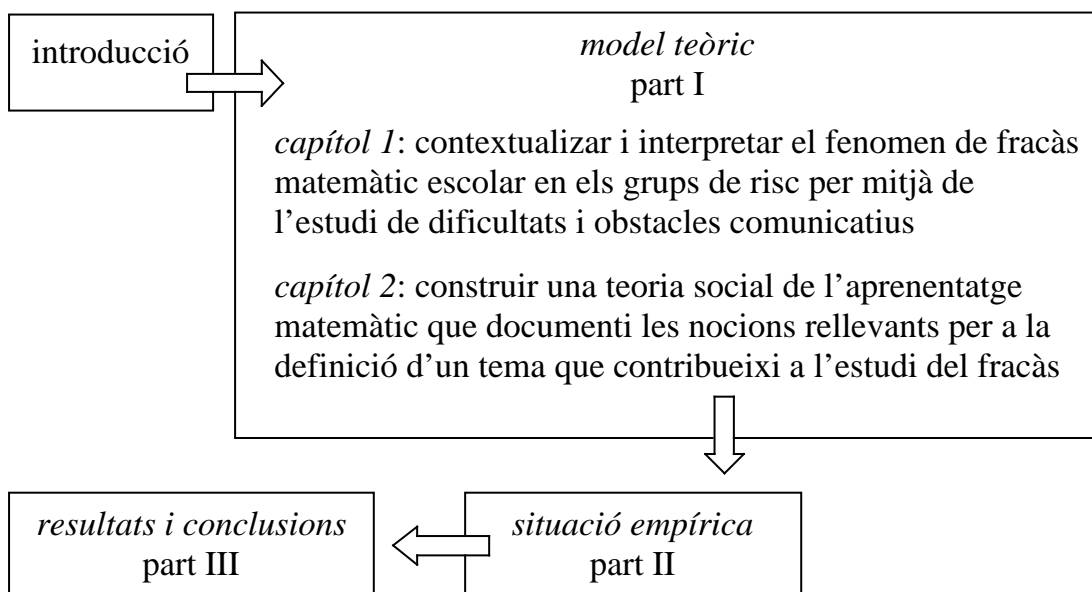 introducció
model teòric
part I
capítol 1: contextualizar i interpretar el fenomen de fracàs
matemàtic escolar en els grups de risc per mitjà de
l’estudi de dificultats i obstacles comunicatius
capítol 2: construir una teoria social de l’aprenentatge
matemàtic que documenti les nocions rellevants per a la
definició d’un tema que contribueixi a l’estudi del fracàs
resultats i conclusions
part III
situació empírica
part II